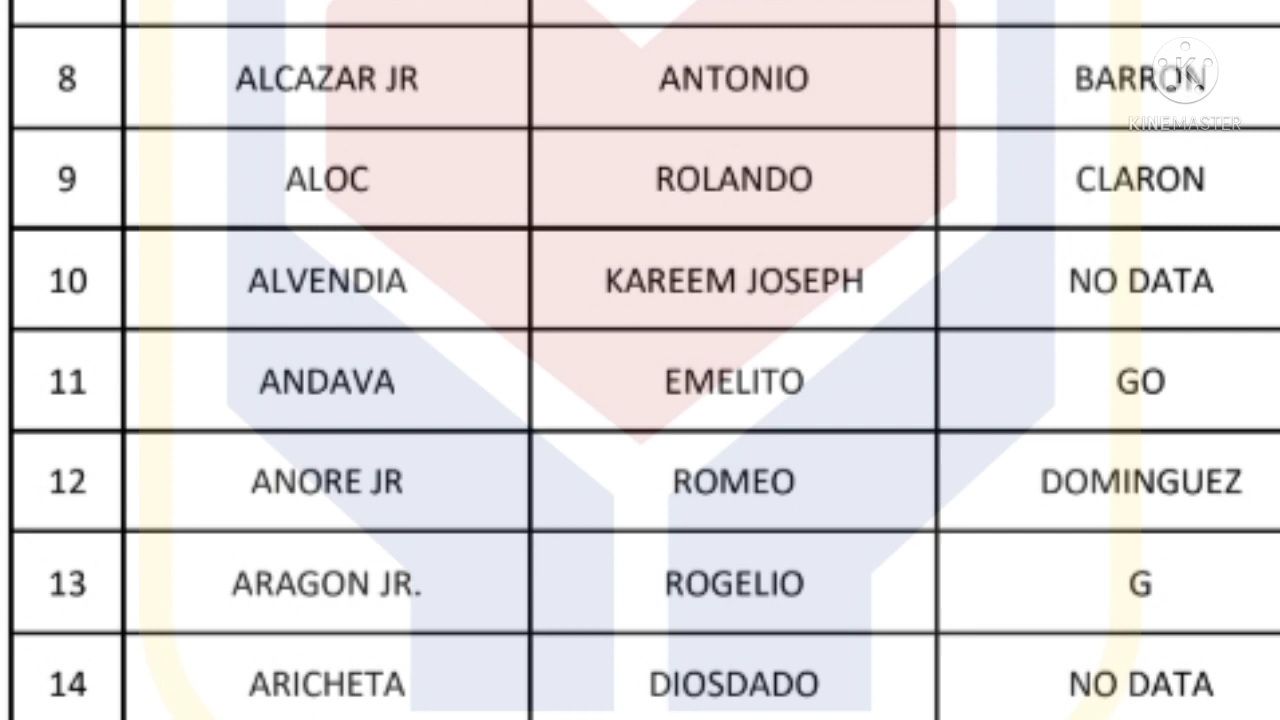 8 ALCAZAR JR ANTONIO BARRON
KINEMASTER
9 ALOC ROLANDO CLARON
10 ALVENDIA KAREEM JOSEPH NO DATA
11 ANDAVA EMELITO GO
12 ANORE JR ROMEO DOMINGUEZ
13 ARAGON JR. ROGELIO G
14 ARICHETA DIOSDADO NO DATA